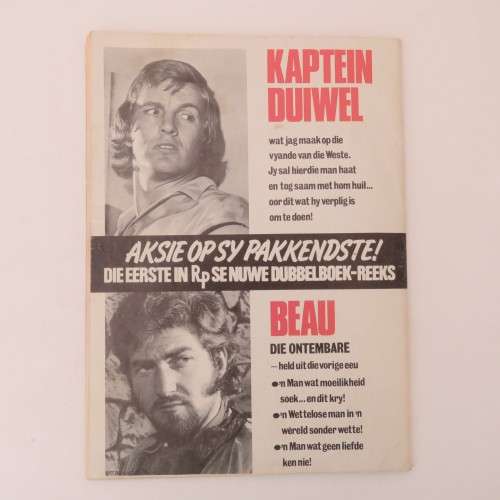 KAPTEIN
DUIWEL
wat jag maak op die
vyande van die Weste.
Jy sal hierdie man haat
en tog saam met hom huil...
oor dit wat hy verplig is
om te doen!
AKSIE OP SY PAKKENDSTE!
DIE EERSTE IN Rp SE NUWE DUBBELBOEK-REEKS
BEAU
DIE ONTEMBARE
— held uit die vorige eeu
● 'n Man wat moeilikheid
soek... en dit kry!
● 'n Wettelose man in 'n
wêreld sonder wette!
● 'n Man wat geen liefde
ken nie!